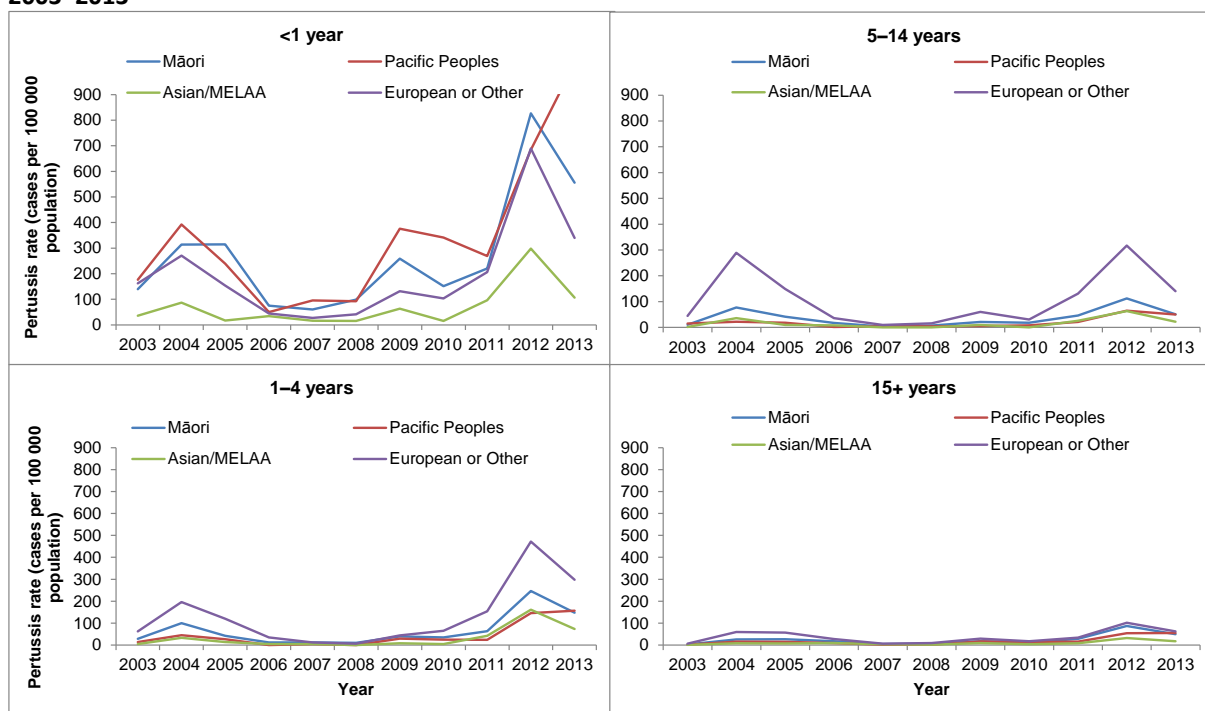 <1 year
Māori
Pacific Peoples
Asian/MELAA
European or Other
Pertussis rate (cases per 100 000
population)
900
800
700
600
500
400
300
200
100
0
2003 2004 2005 2006 2007 2008 2009 2010 2011 2012 2013
5–14 years
Māori
Pacific Peoples
Asian/MELAA
European or Other
900
800
700
600
500
400
300
200
100
0
2003 2004 2005 2006 2007 2008 2009 2010 2011 2012 2013
1–4 years
Māori
Pacific Peoples
Asian/MELAA
European or Other
Pertussis rate (cases per 100 000
population)
900
800
700
600
500
400
300
200
100
0
2003 2004 2005 2006 2007 2008 2009 2010 2011 2012 2013
Year
15+ years
Māori
Pacific Peoples
Asian/MELAA
European or Other
900
800
700
600
500
400
300
200
100
0
2003 2004 2005 2006 2007 2008 2009 2010 2011 2012 2013
Year